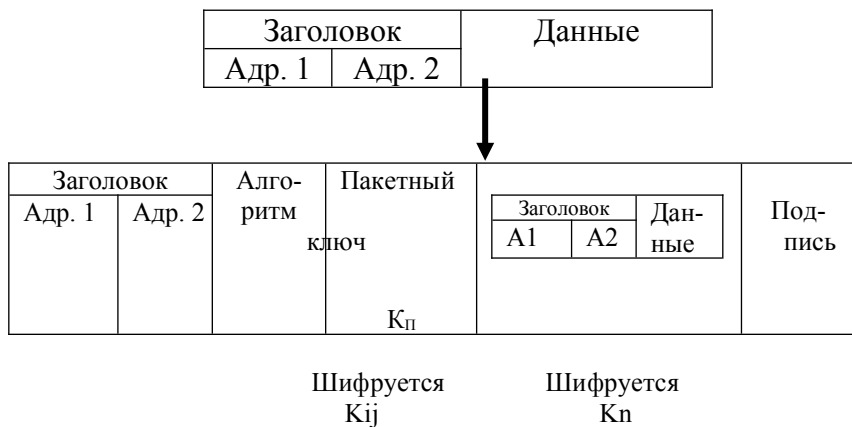 Заголовок Данные
Адр. 1 Адр. 2
Заголовок Алго- Пакетный
Адр. 1 Адр. 2 ритм Заголовок Дан- Под-
ключ А1 А2 ные пись
КП
Шифруется Шифруется
Kij Kn